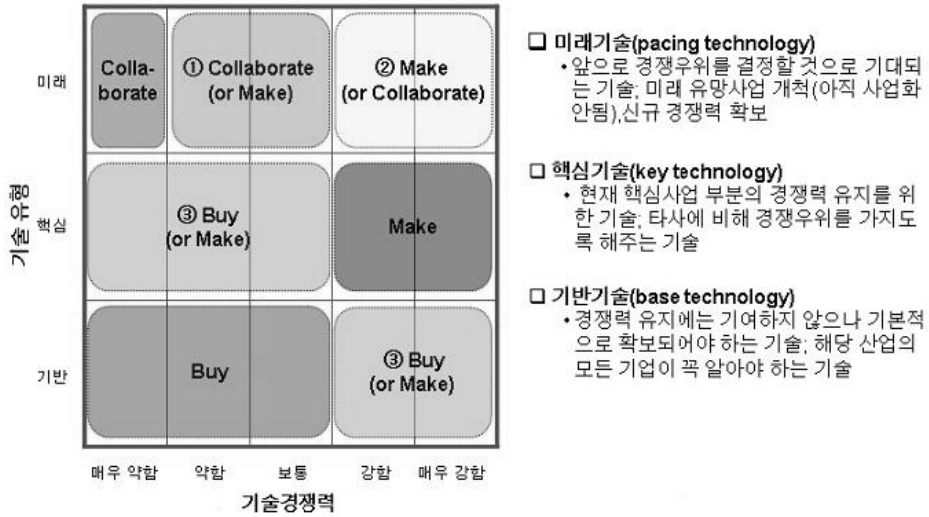 Colla-
borate
① Collaborate
(or Make)
② Make
(or Collaborate)
③ Buy
(or Make)
Make
Buy
③ Buy
(or Make)
미래
핵심
기반
기술 유형
매우 약함
약함
보통
강함
매우 강함
기술경쟁력
❑ 미래기술(pacing technology)
• 앞으로 경쟁우위를 결정할 것으로 기대되
는 기술; 미래 유망사업 개척(아직 사업화
안됨),신규 경쟁력 확보
❑ 핵심기술(key technology)
• 현재 핵심사업 부분의 경쟁력 유지를 위
한 기술; 타사에 비해 경쟁우위를 가지도
록 해주는 기술
❑ 기반기술(base technology)
• 경쟁력 유지에는 기여하지 않으나 기본적
으로 확보되어야 하는 기술; 해당 산업의
모든 기업이 꼭 알아야 하는 기술